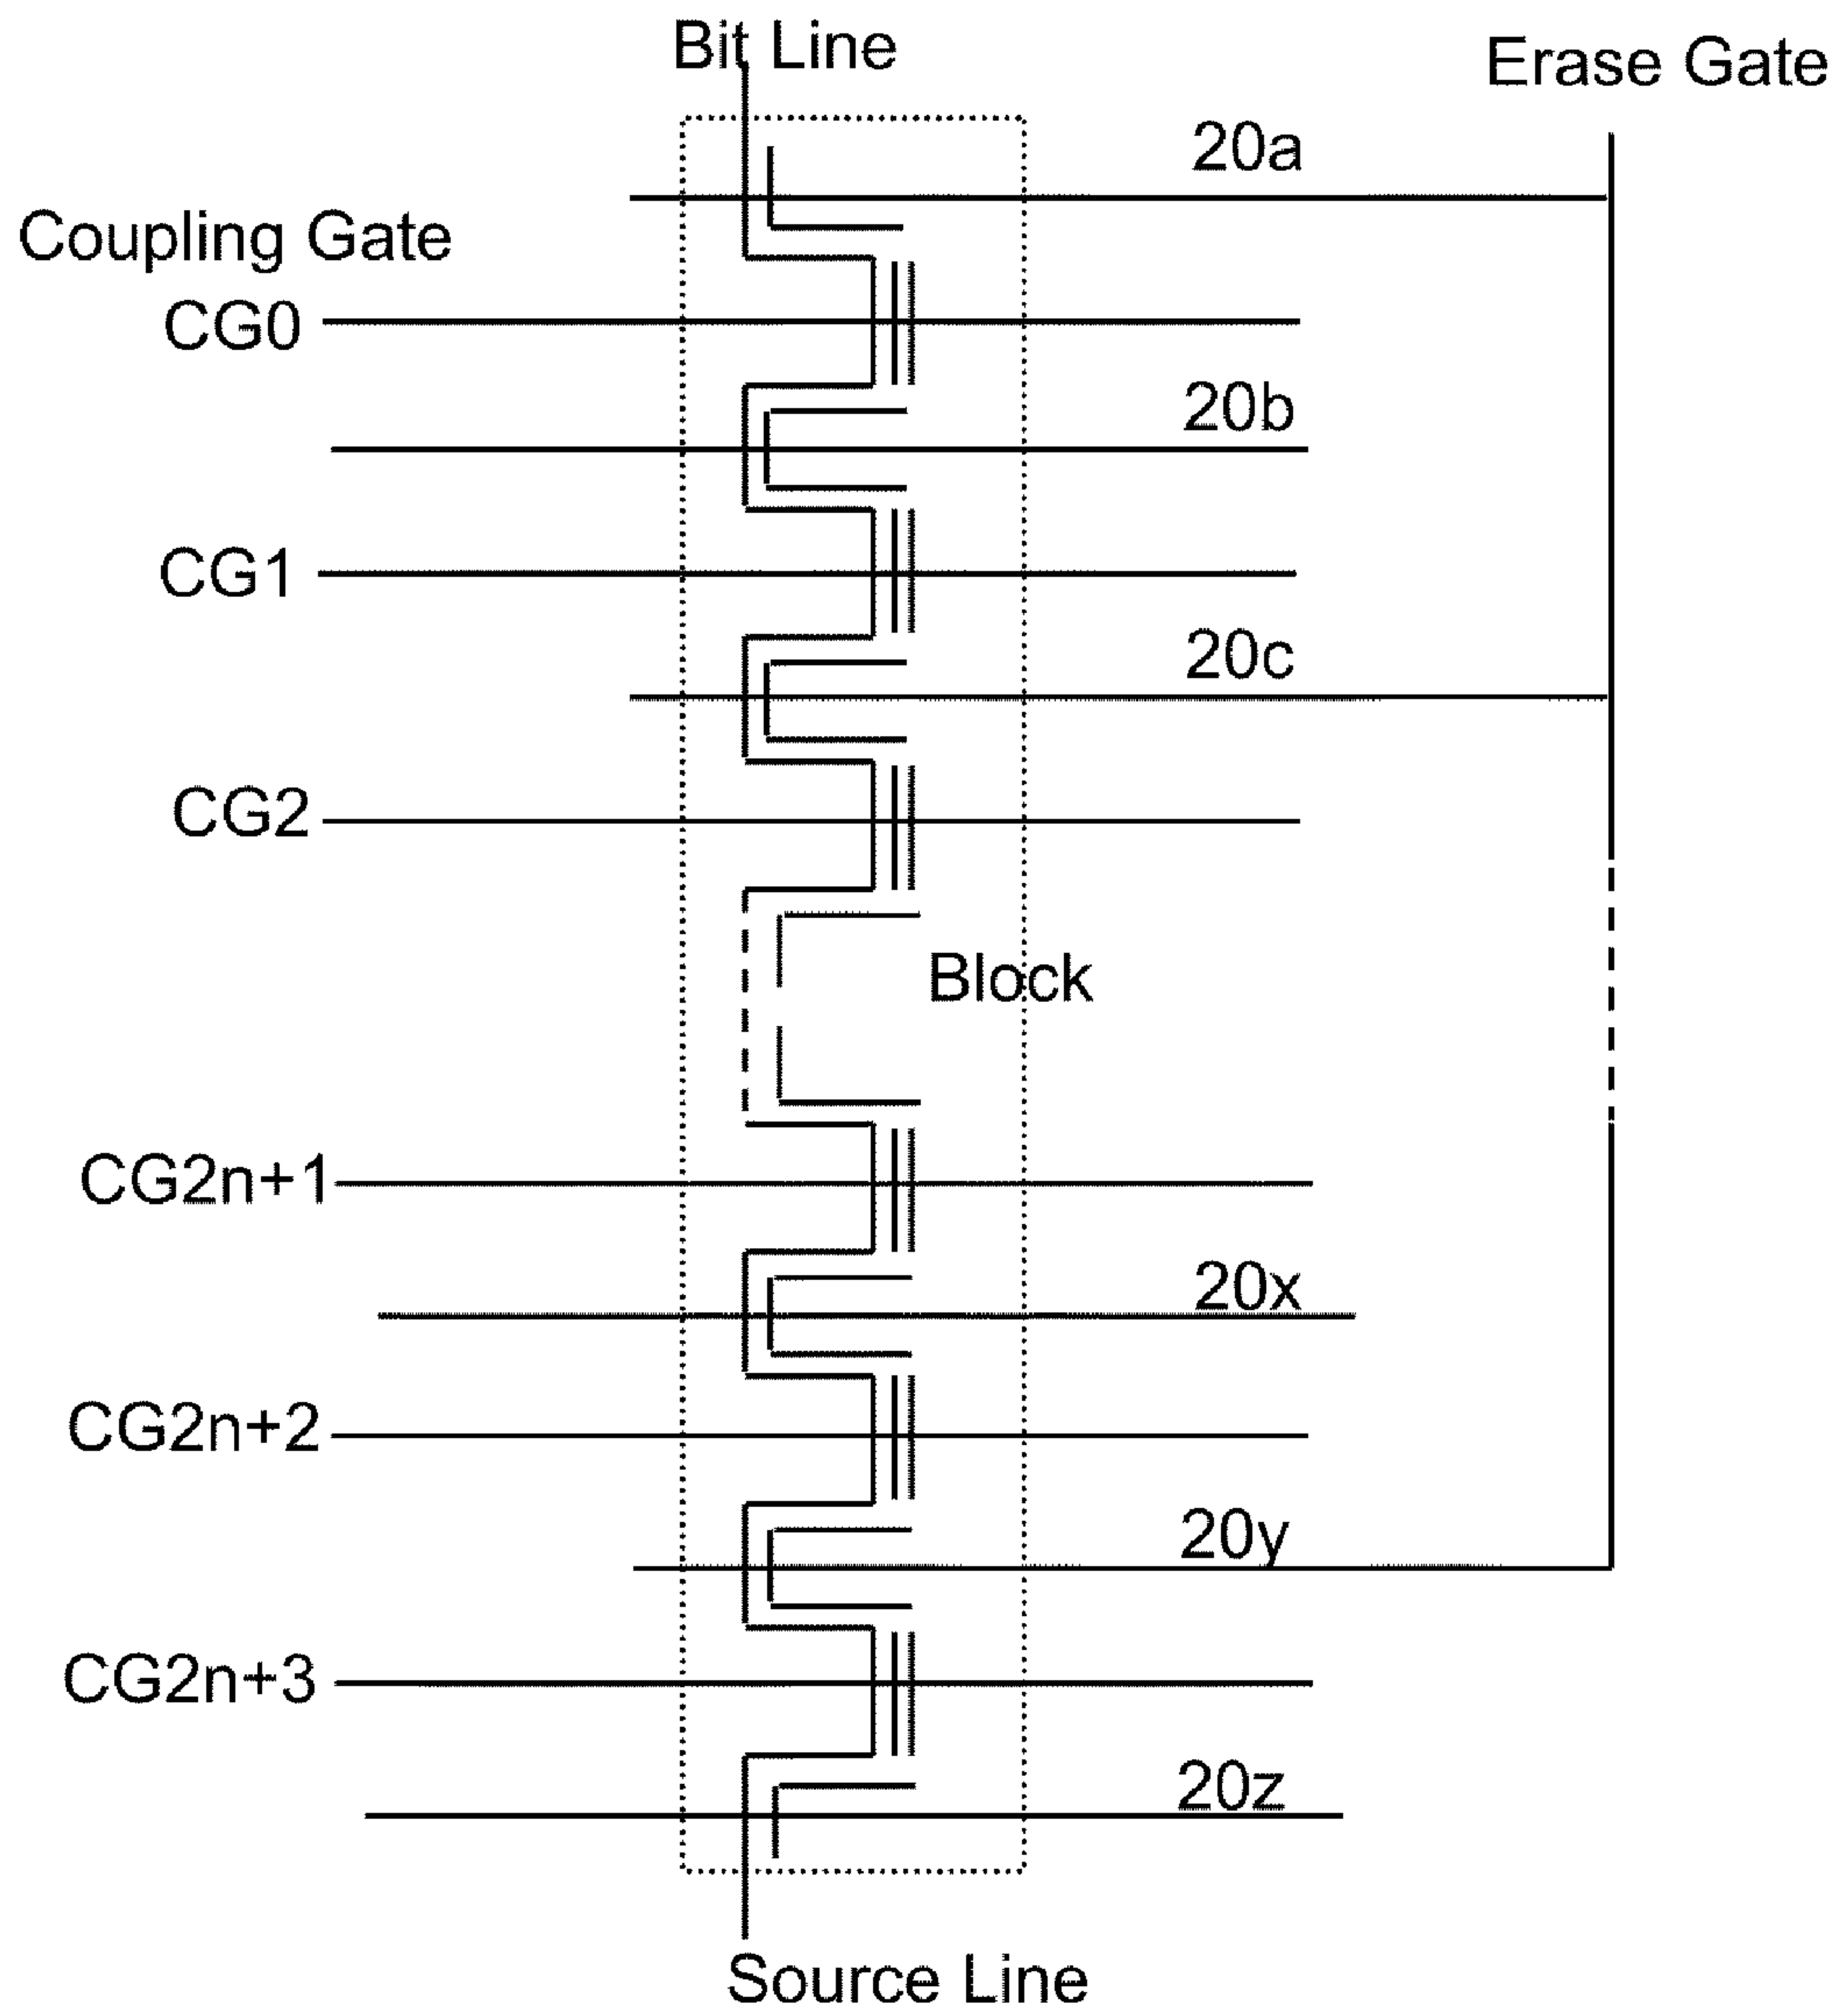 Bit Line
Erase Gate
20a
Coupling Gate
CG0
20b
CG1
20c
CG2
Block
CG2n+1
20x
CG2n+2
20y
CG2n+3
20z
Source Line